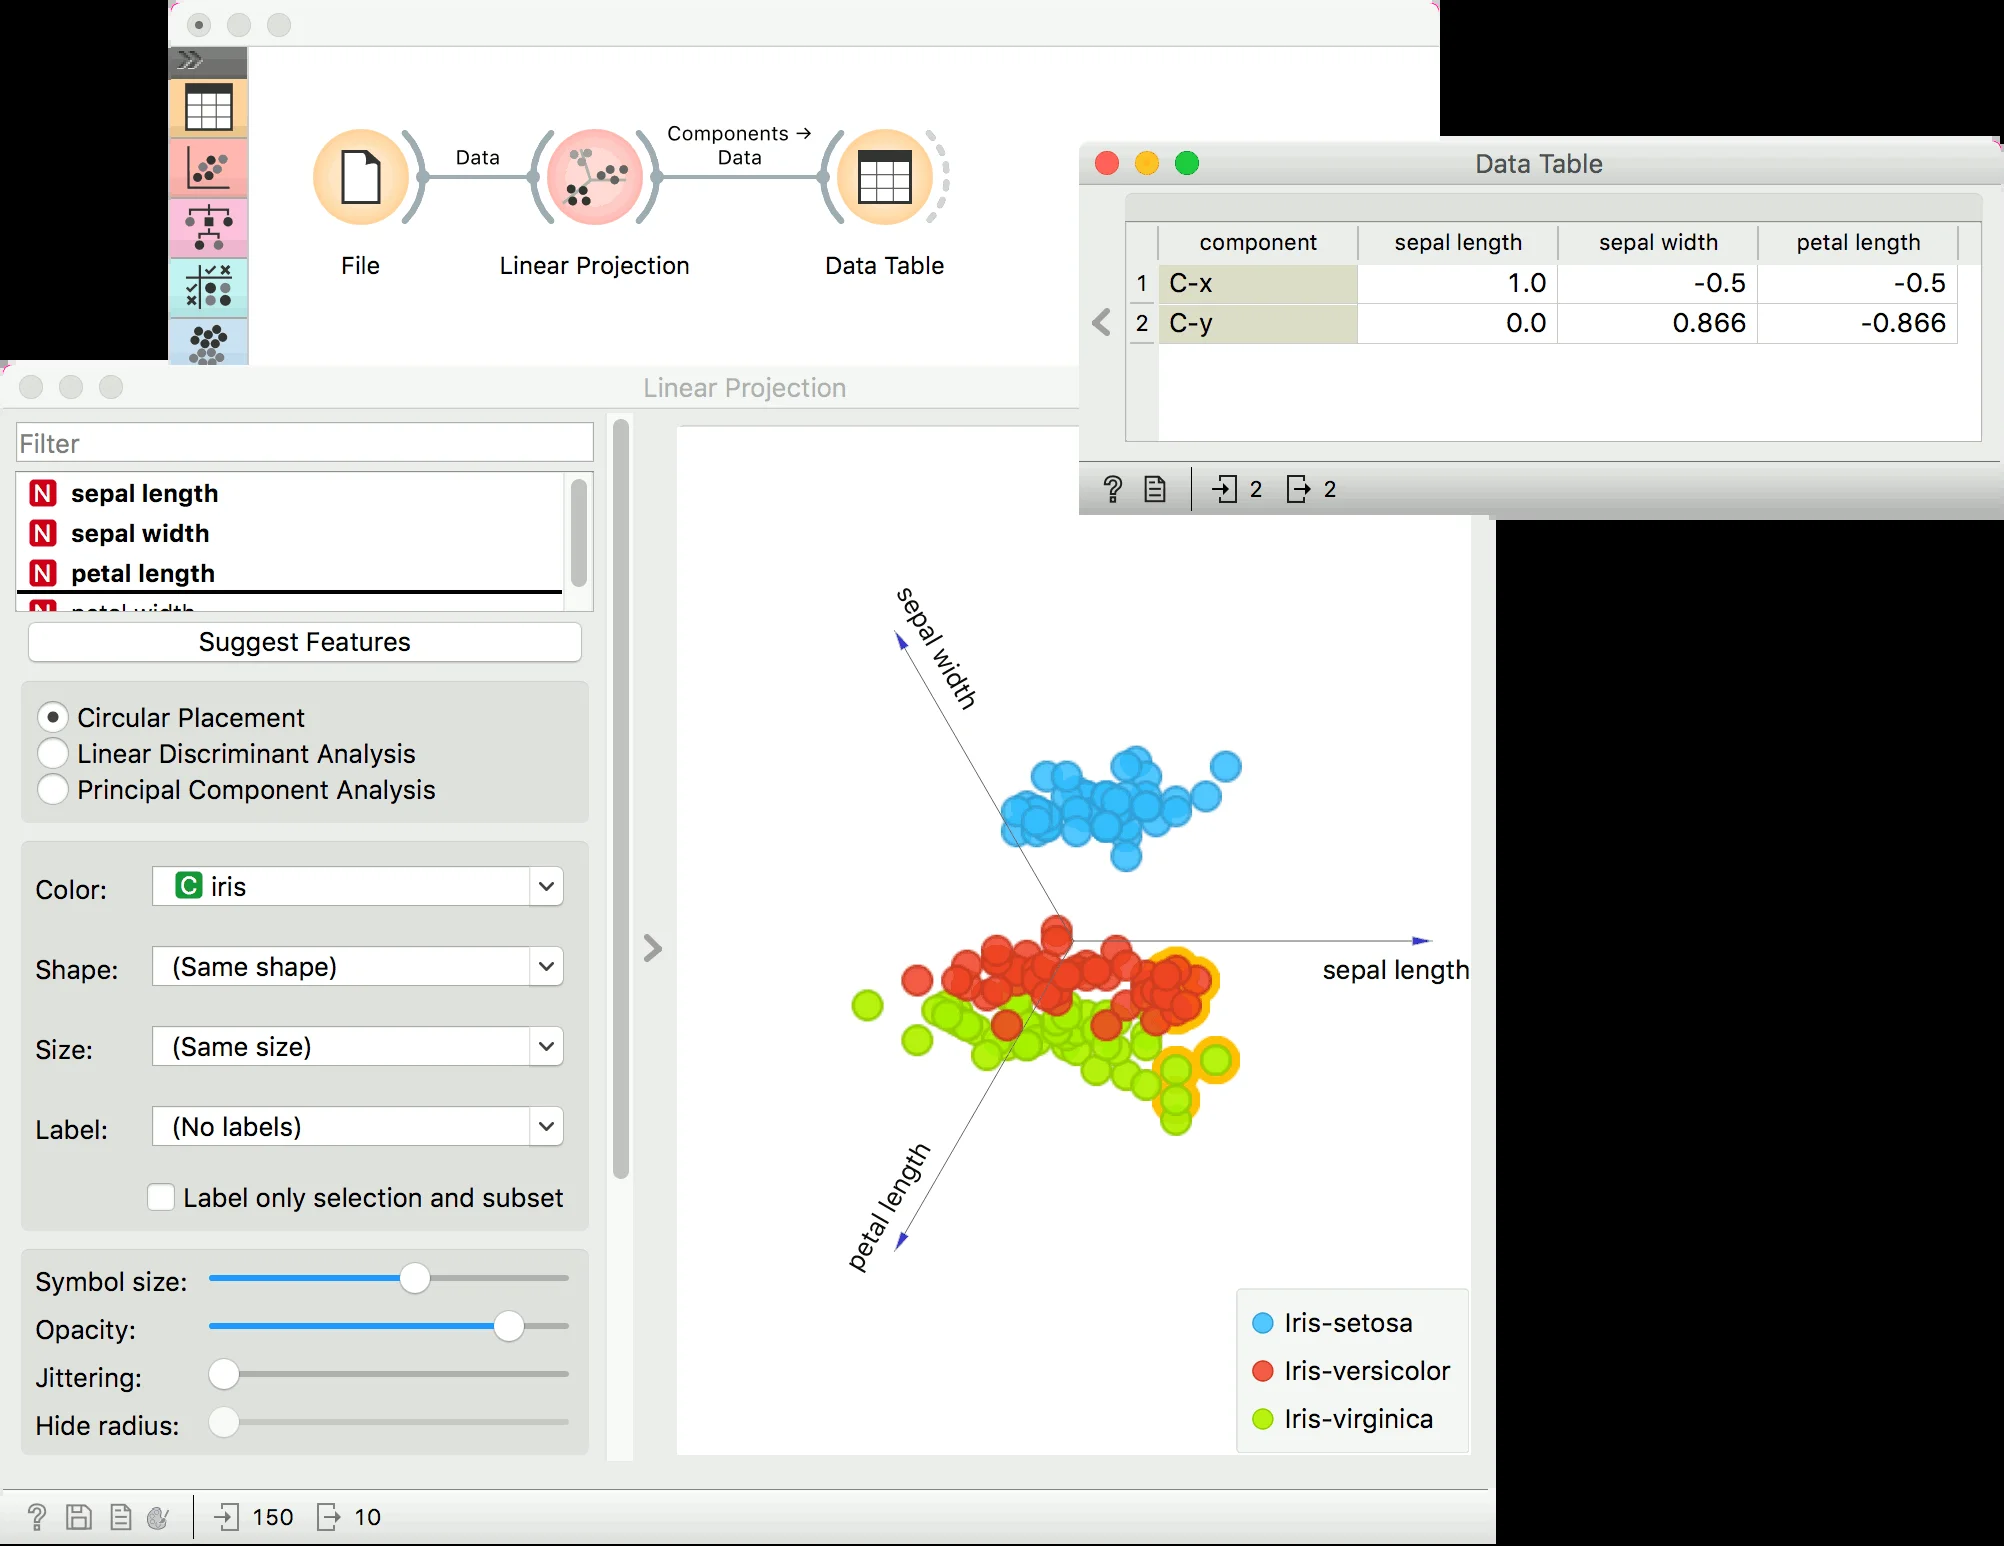 Data
Components →
Data
File
Linear Projection
Data Table
Data Table
component sepal length sepal width petal length
1 C-x 1.0 -0.5 -0.5
2 C-y 0.0 0.866 -0.866
2 2
Linear Projection
Filter
N sepal length
N sepal width
N petal length
N petal width
Suggest Features
Circular Placement
Linear Discriminant Analysis
Principal Component Analysis
Color: C iris
Shape: (Same shape)
Size: (Same size)
Label: (No labels)
Label only selection and subset
Symbol size:
Opacity:
Jittering:
Hide radius:
sepal width
sepal length
petal length
Iris-setosa
Iris-versicolor
Iris-virginica
150 10